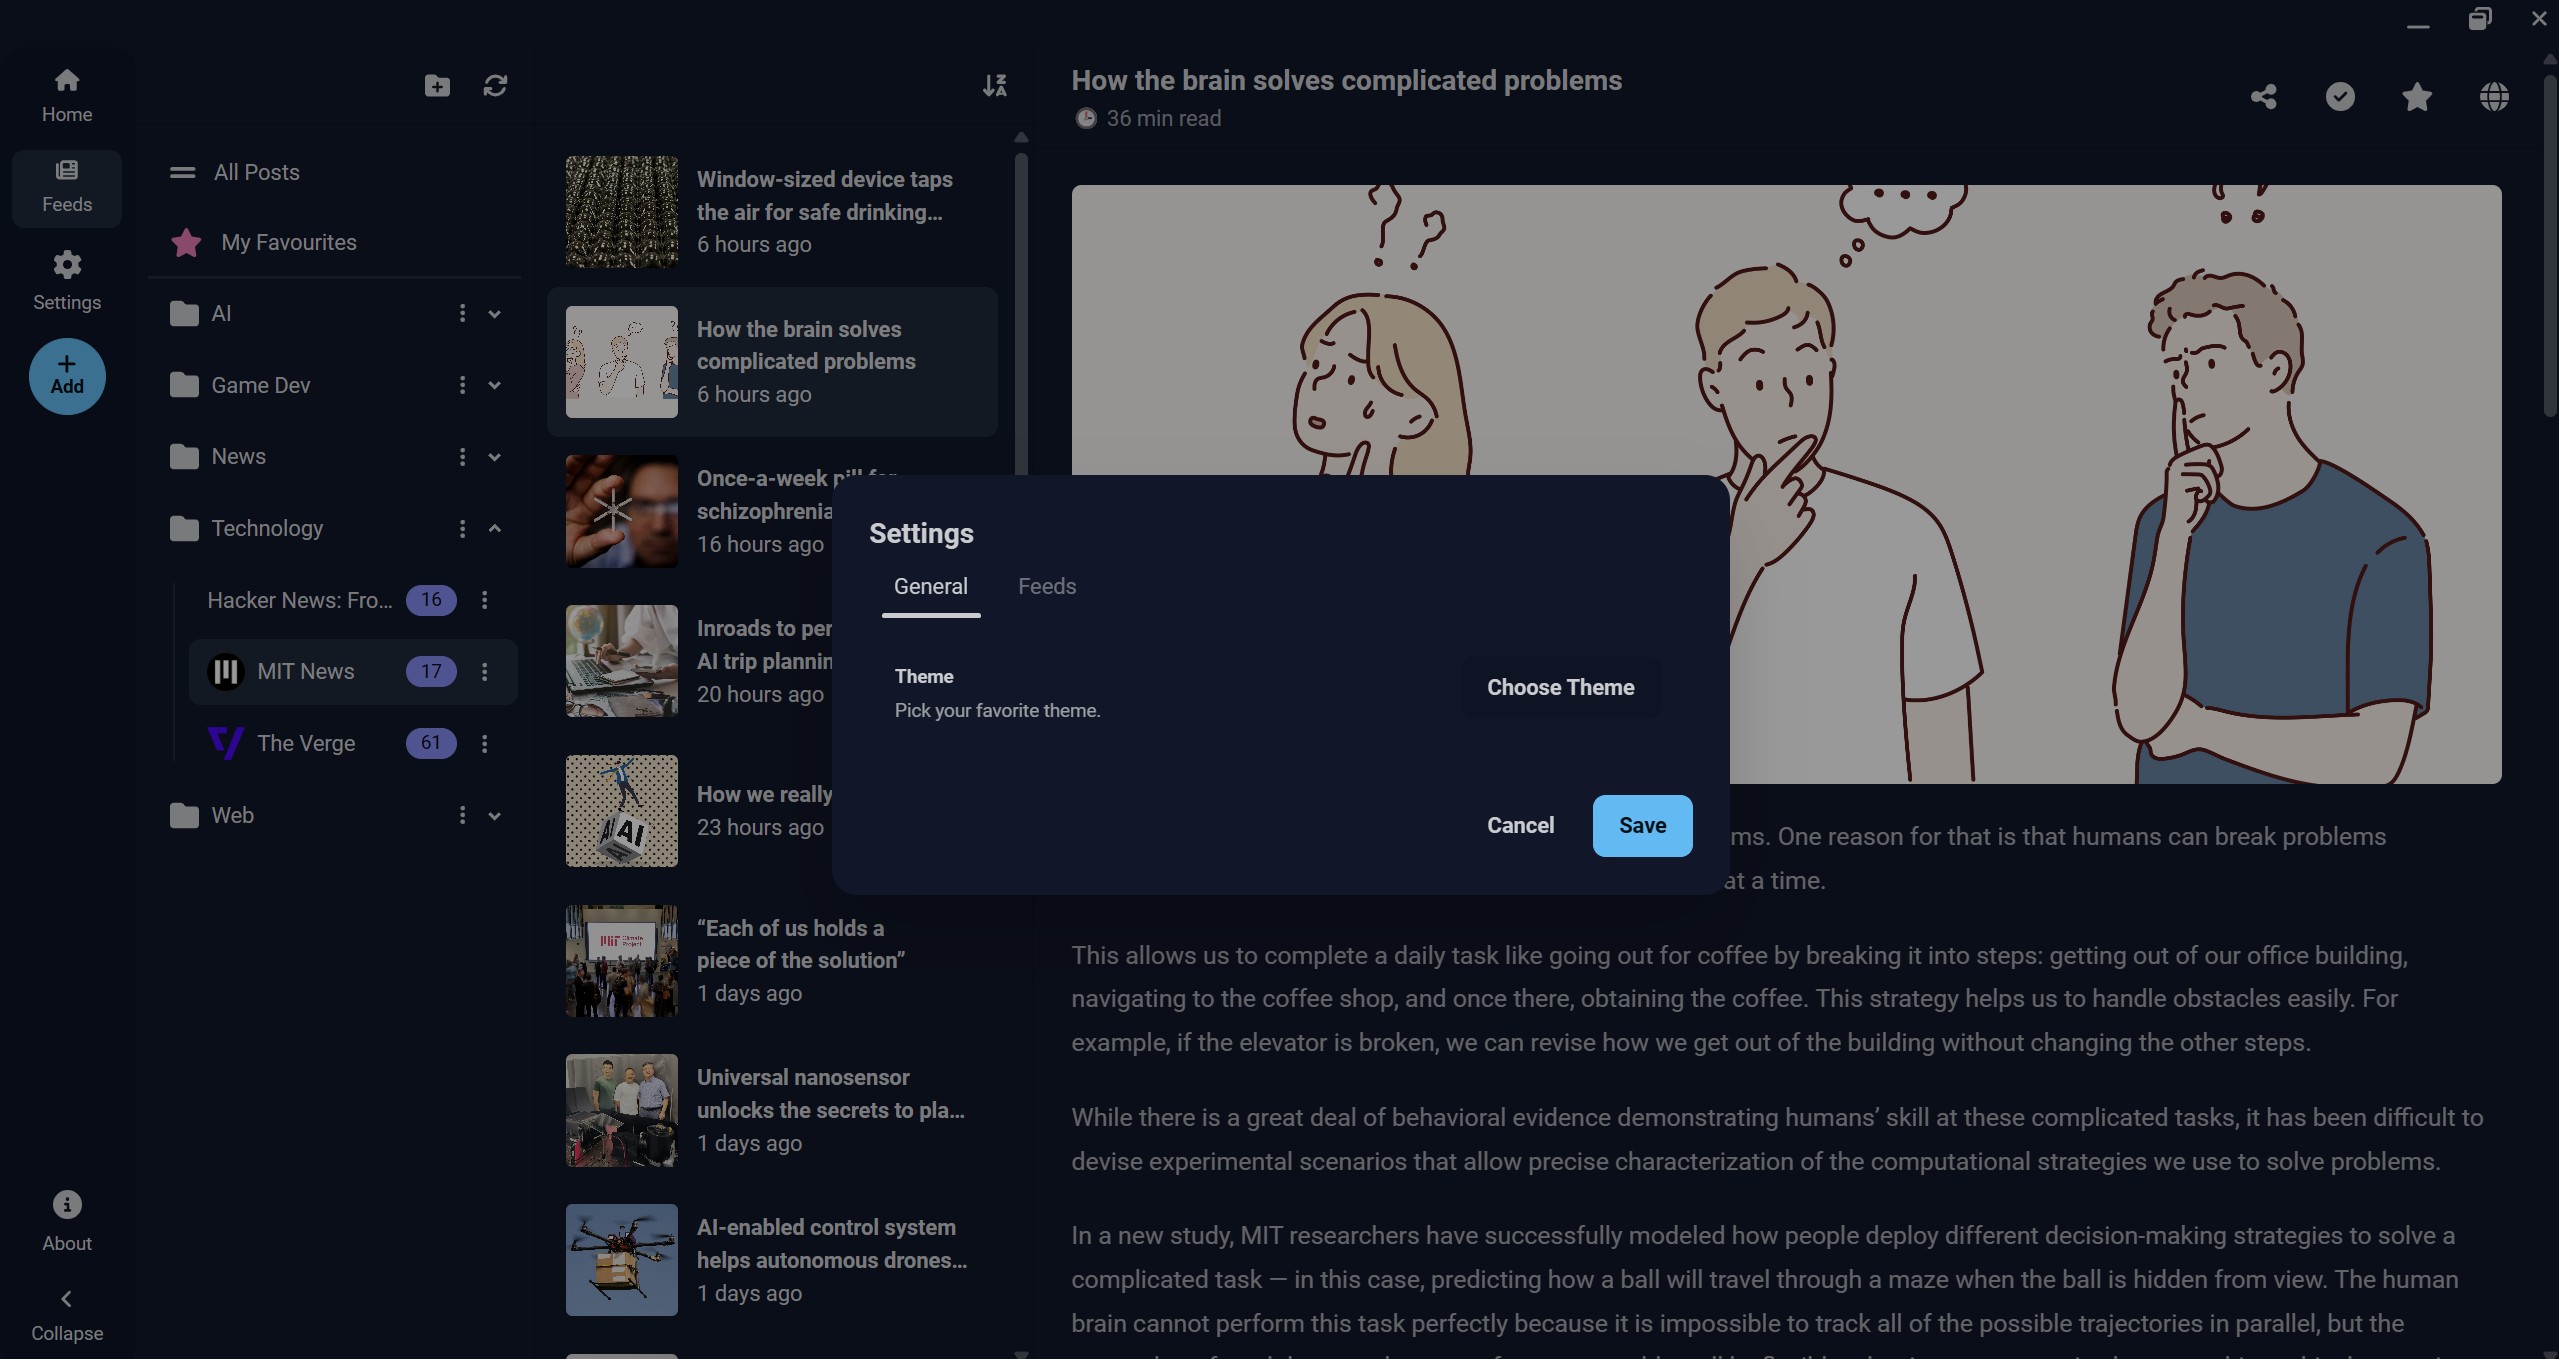 Home
Feeds
Settings
Add
About
Collapse
All Posts
My Favourites
AI
Game Dev
News
Technology
Hacker News: Fro... 16
MIT News 17
The Verge 61
Web
Window-sized device taps
the air for safe drinking...
6 hours ago
How the brain solves
complicated problems
6 hours ago
Once-a-week pill for
schizophrenia
16 hours ago
Inroads to per
AI trip plannin
20 hours ago
How we really
23 hours ago
“Each of us holds a
piece of the solution”
1 days ago
Universal nanosensor
unlocks the secrets to pla...
1 days ago
AI-enabled control system
helps autonomous drones...
1 days ago
How the brain solves complicated problems
36 min read
Settings
General Feeds
Theme
Pick your favorite theme.
Choose Theme
Cancel Save
ms. One reason for that is that humans can break problems
at a time.
This allows us to complete a daily task like going out for coffee by breaking it into steps: getting out of our office building,
navigating to the coffee shop, and once there, obtaining the coffee. This strategy helps us to handle obstacles easily. For
example, if the elevator is broken, we can revise how we get out of the building without changing the other steps.
While there is a great deal of behavioral evidence demonstrating humans’ skill at these complicated tasks, it has been difficult to
devise experimental scenarios that allow precise characterization of the computational strategies we use to solve problems.
In a new study, MIT researchers have successfully modeled how people deploy different decision-making strategies to solve a
complicated task — in this case, predicting how a ball will travel through a maze when the ball is hidden from view. The human
brain cannot perform this task perfectly because it is impossible to track all of the possible trajectories in parallel, but the